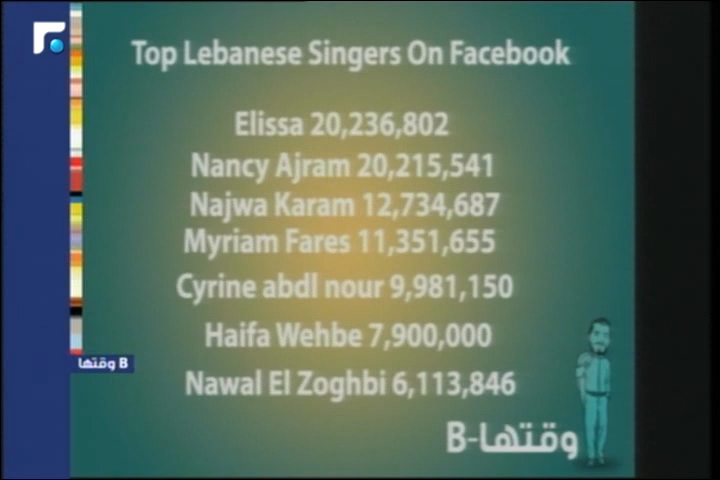 Top Lebanese Singers On Facebook
Elissa 20,236,802
Nancy Ajram 20,215,541
Najwa Karam 12,734,687
Myriam Fares 11,351,655
Cyrine abdl nour 9,981,150
Haifa Wehbe 7,900,000
Nawal El Zoghbi 6,113,846
B وقتها
B-وقتها